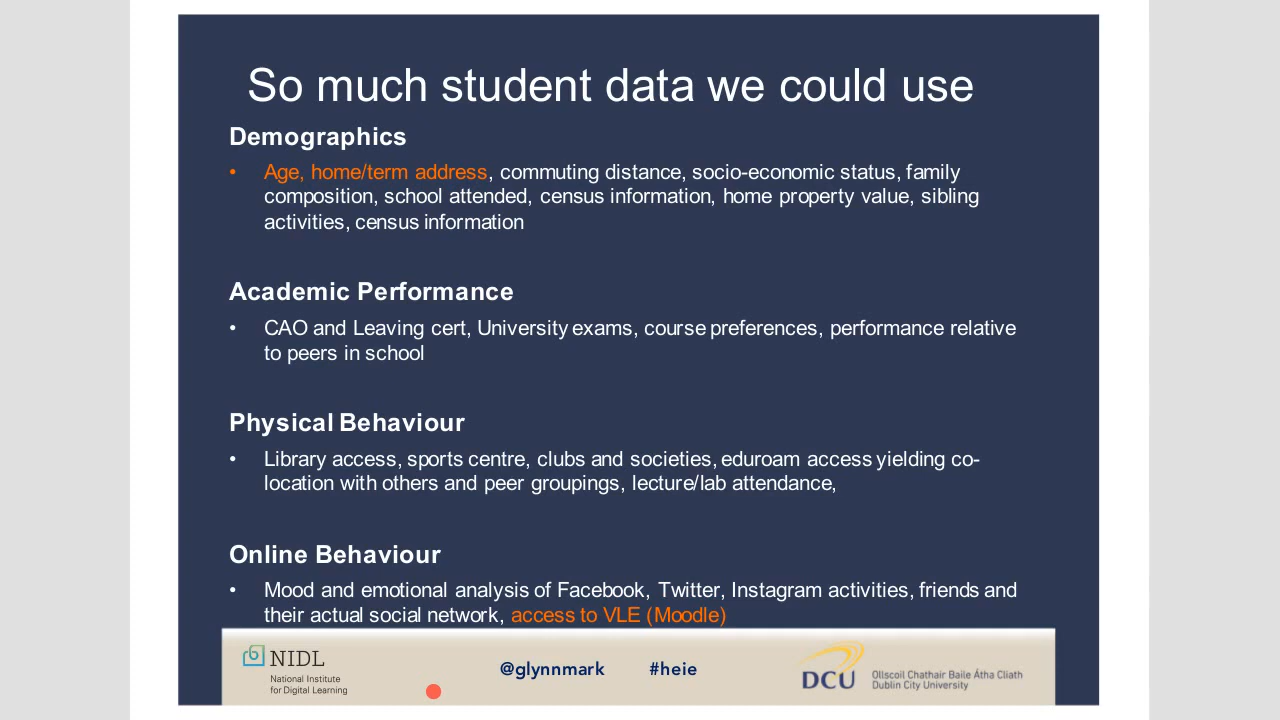 So much student data we could use
Demographics
• Age, home/term address, commuting distance, socio-economic status, family
composition, school attended, census information, home property value, sibling
activities, census information
Academic Performance
• CAO and Leaving cert, University exams, course preferences, performance relative
to peers in school
Physical Behaviour
• Library access, sports centre, clubs and societies, eduroam access yielding co-
location with others and peer groupings, lecture/lab attendance,
Online Behaviour
• Mood and emotional analysis of Facebook, Twitter, Instagram activities, friends and
their actual social network, access to VLE (Moodle)
NIDL
National Institute
for Digital Learning
@glynnmark #heie
DCU
Ollscoil Chathair Baile Átha Cliath
Dublin City University